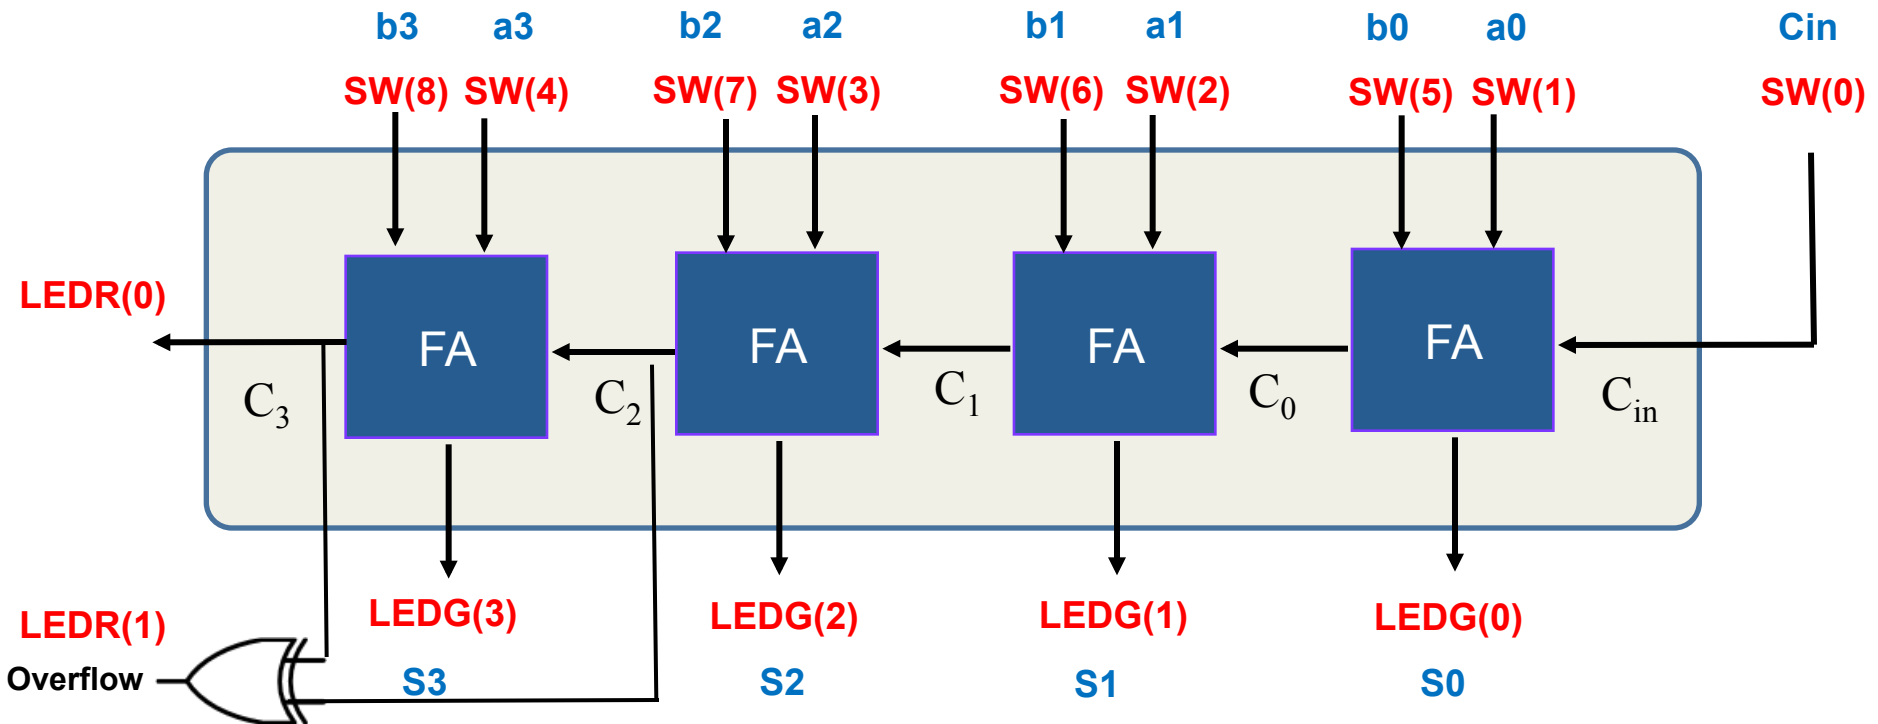 b3 a3 b2 a2 b1 a1 b0 a0 Cin
SW(8) SW(4) SW(7) SW(3) SW(6) SW(2) SW(5) SW(1) SW(0)
LEDR(0)
FA FA FA FA
C3 C2 C1 C0 Cin
LEDR(1) LEDG(3) LEDG(2) LEDG(1) LEDG(0)
Overflow S3 S2 S1 S0